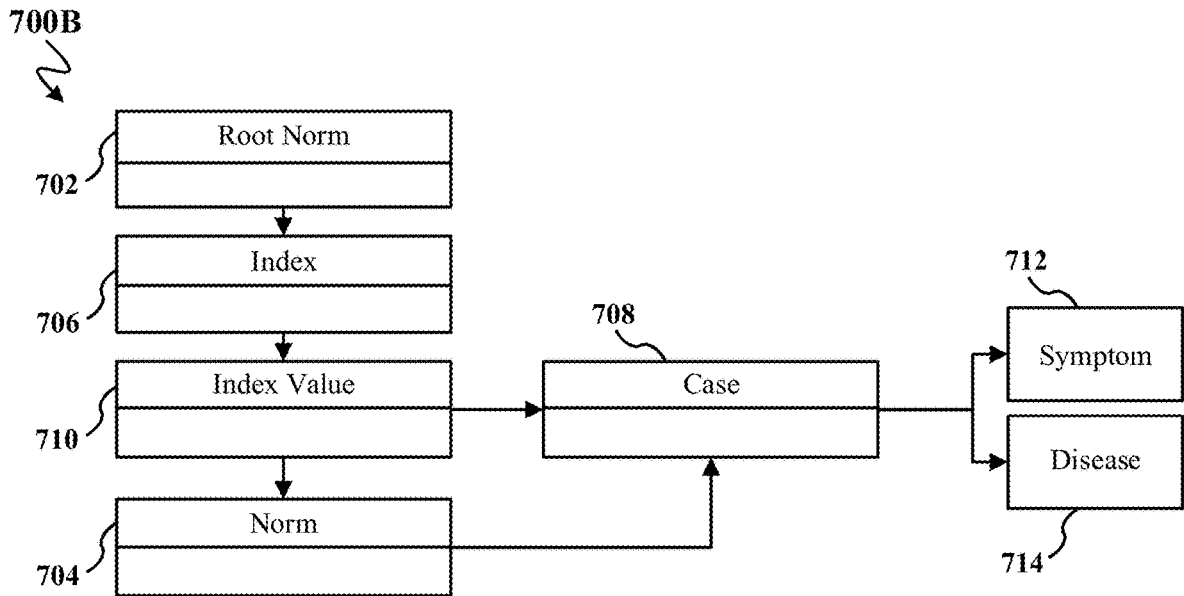 700B
Root Norm
702
Index
706
712
708
Symptom
Index Value
Case
710
Disease
Norm
704
714